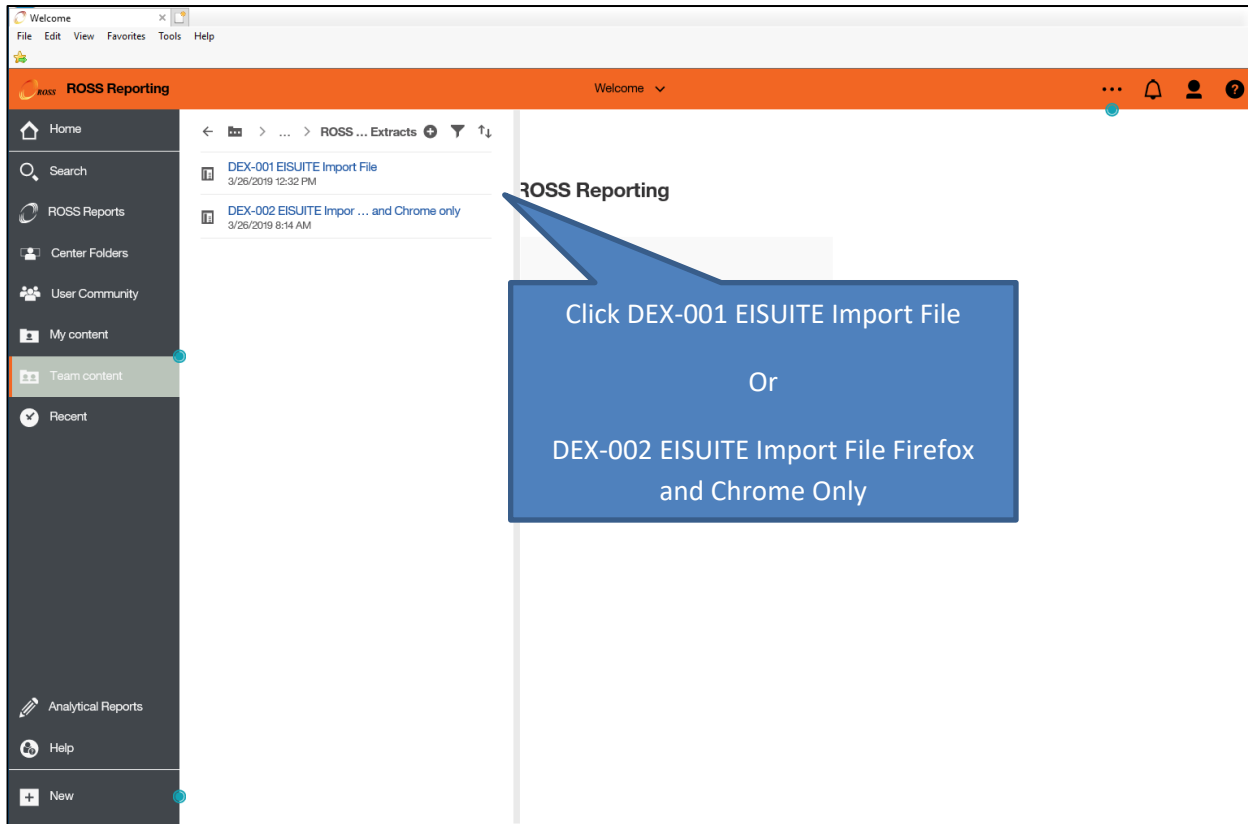 Welcome
File Edit View Favorites Tools Help
ROSS ROSS Reporting
Welcome
Home
ROSS ... Extracts
Search
DEX-001 EISUITE Import File
3/26/2019 12:32 PM
ROSS Reports
DEX-002 EISUITE Impor ... and Chrome only
3/26/2019 8:14 AM
ROSS Reporting
Center Folders
User Community
My content
Team content
Recent
Click DEX-001 EISUITE Import File
Or
DEX-002 EISUITE Import File Firefox
and Chrome Only
Analytical Reports
Help
New